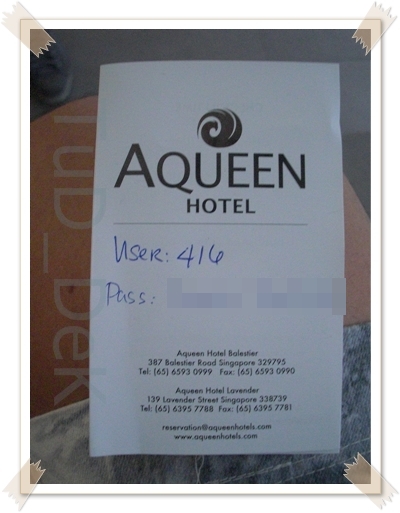 AQUEEN
HOTEL
User: 416
Pass:
Aqueen Hotel Balestier
387 Balestier Road Singapore 329795
Tel: (65) 6593 0999 Fax: (65) 6593 0990
Aqueen Hotel Lavender
139 Lavender Street Singapore 338739
Tel: (65) 6395 7788 Fax: (65) 6395 7781
reservation@aqueenhotels.com
www.aqueenhotels.com
TuD_Dek